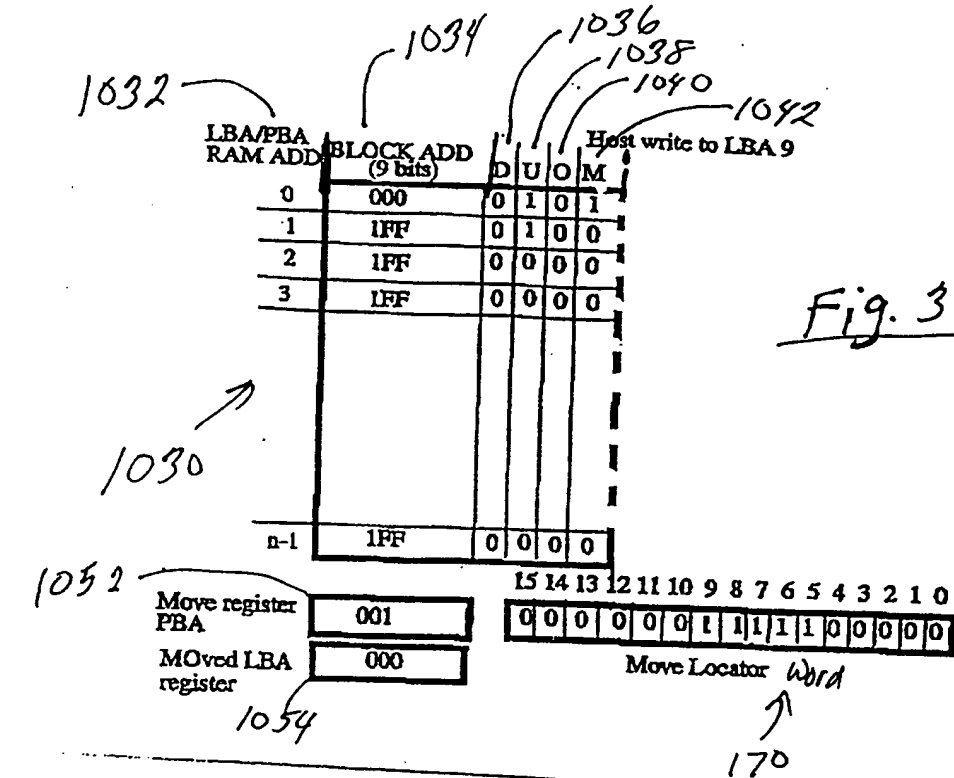 1036
1034
1038
1040
1032
1042
LBA/PBA
RAM ADD
BLOCK ADD
(9 bits)
D U O M
Host write to LBA 9
0 000 0 1 0 1
1 1FF 0 1 0 0
2 1FF 0 0 0 0
3 1FF 0 0 0 0
Fig. 3
1030
n-1 1FF 0 0 0 0
1052
15 14 13 12 11 10 9 8 7 6 5 4 3 2 1 0
Move register
PBA
001
0 0 0 0 0 0 1 1 1 1 1 0 0 0 0 0
MOved LBA
register
000
Move Locator Word
1054
170